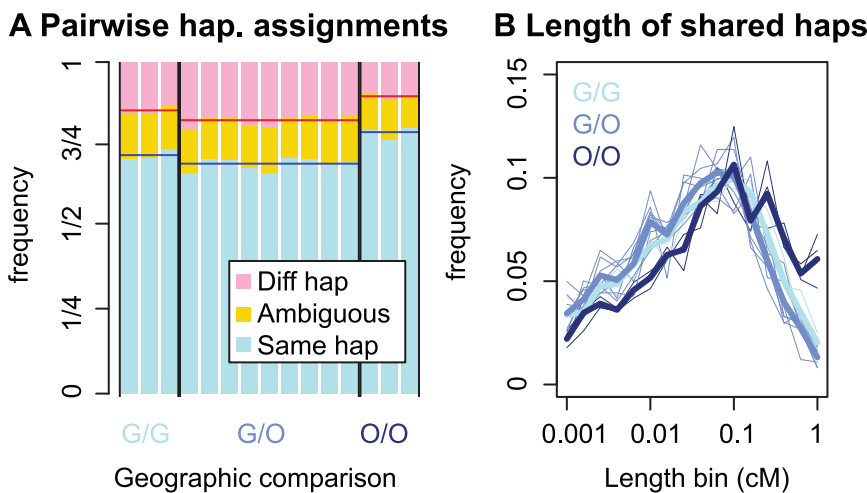 A Pairwise hap. assignments
frequency
1
3/4
1/2
1/4
0
Diff hap
Ambiguous
Same hap
G/G
G/O
O/O
Geographic comparison
B Length of shared haps
frequency
0.15
0.1
0.05
0
G/G
G/O
O/O
0.001
0.01
0.1
1
Length bin (cM)